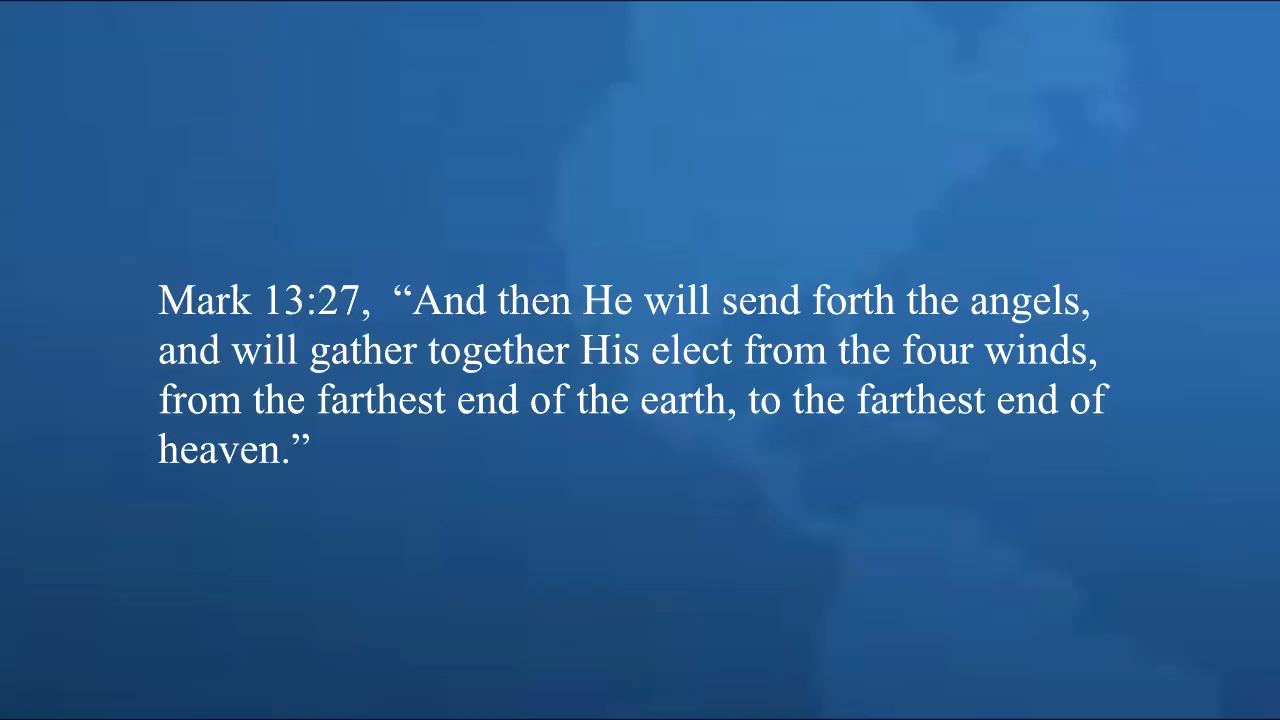 Mark 13:27,  “And then He will send forth the angels,
and will gather together His elect from the four winds,
from the farthest end of the earth, to the farthest end of
heaven.”